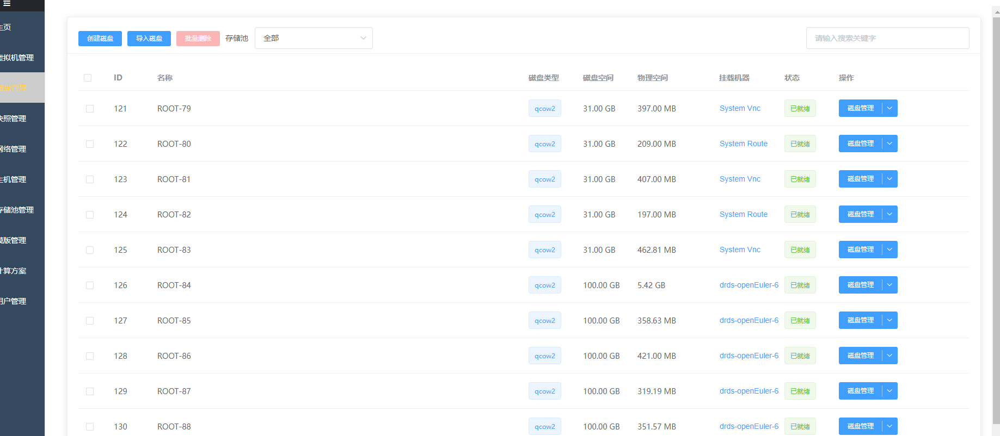 主页
虚拟机管理
磁盘管理
快照管理
网络管理
主机管理
存储池管理
模版管理
计算方案
用户管理
创建磁盘 导入磁盘 批量删除 存储池 全部 请输入搜索关键字
ID 名称 磁盘类型 磁盘空间 物理空间 挂载机器 状态 操作
121 ROOT-79 qcow2 31.00 GB 397.00 MB System Vnc 已就绪 磁盘管理
122 ROOT-80 qcow2 31.00 GB 209.00 MB System Route 已就绪 磁盘管理
123 ROOT-81 qcow2 31.00 GB 407.00 MB System Vnc 已就绪 磁盘管理
124 ROOT-82 qcow2 31.00 GB 197.00 MB System Route 已就绪 磁盘管理
125 ROOT-83 qcow2 31.00 GB 462.81 MB System Vnc 已就绪 磁盘管理
126 ROOT-84 qcow2 100.00 GB 5.42 GB drds-openEuler-6 已就绪 磁盘管理
127 ROOT-85 qcow2 100.00 GB 358.63 MB drds-openEuler-6 已就绪 磁盘管理
128 ROOT-86 qcow2 100.00 GB 421.00 MB drds-openEuler-6 已就绪 磁盘管理
129 ROOT-87 qcow2 100.00 GB 319.19 MB drds-openEuler-6 已就绪 磁盘管理
130 ROOT-88 qcow2 100.00 GB 351.57 MB drds-openEuler-6 已就绪 磁盘管理